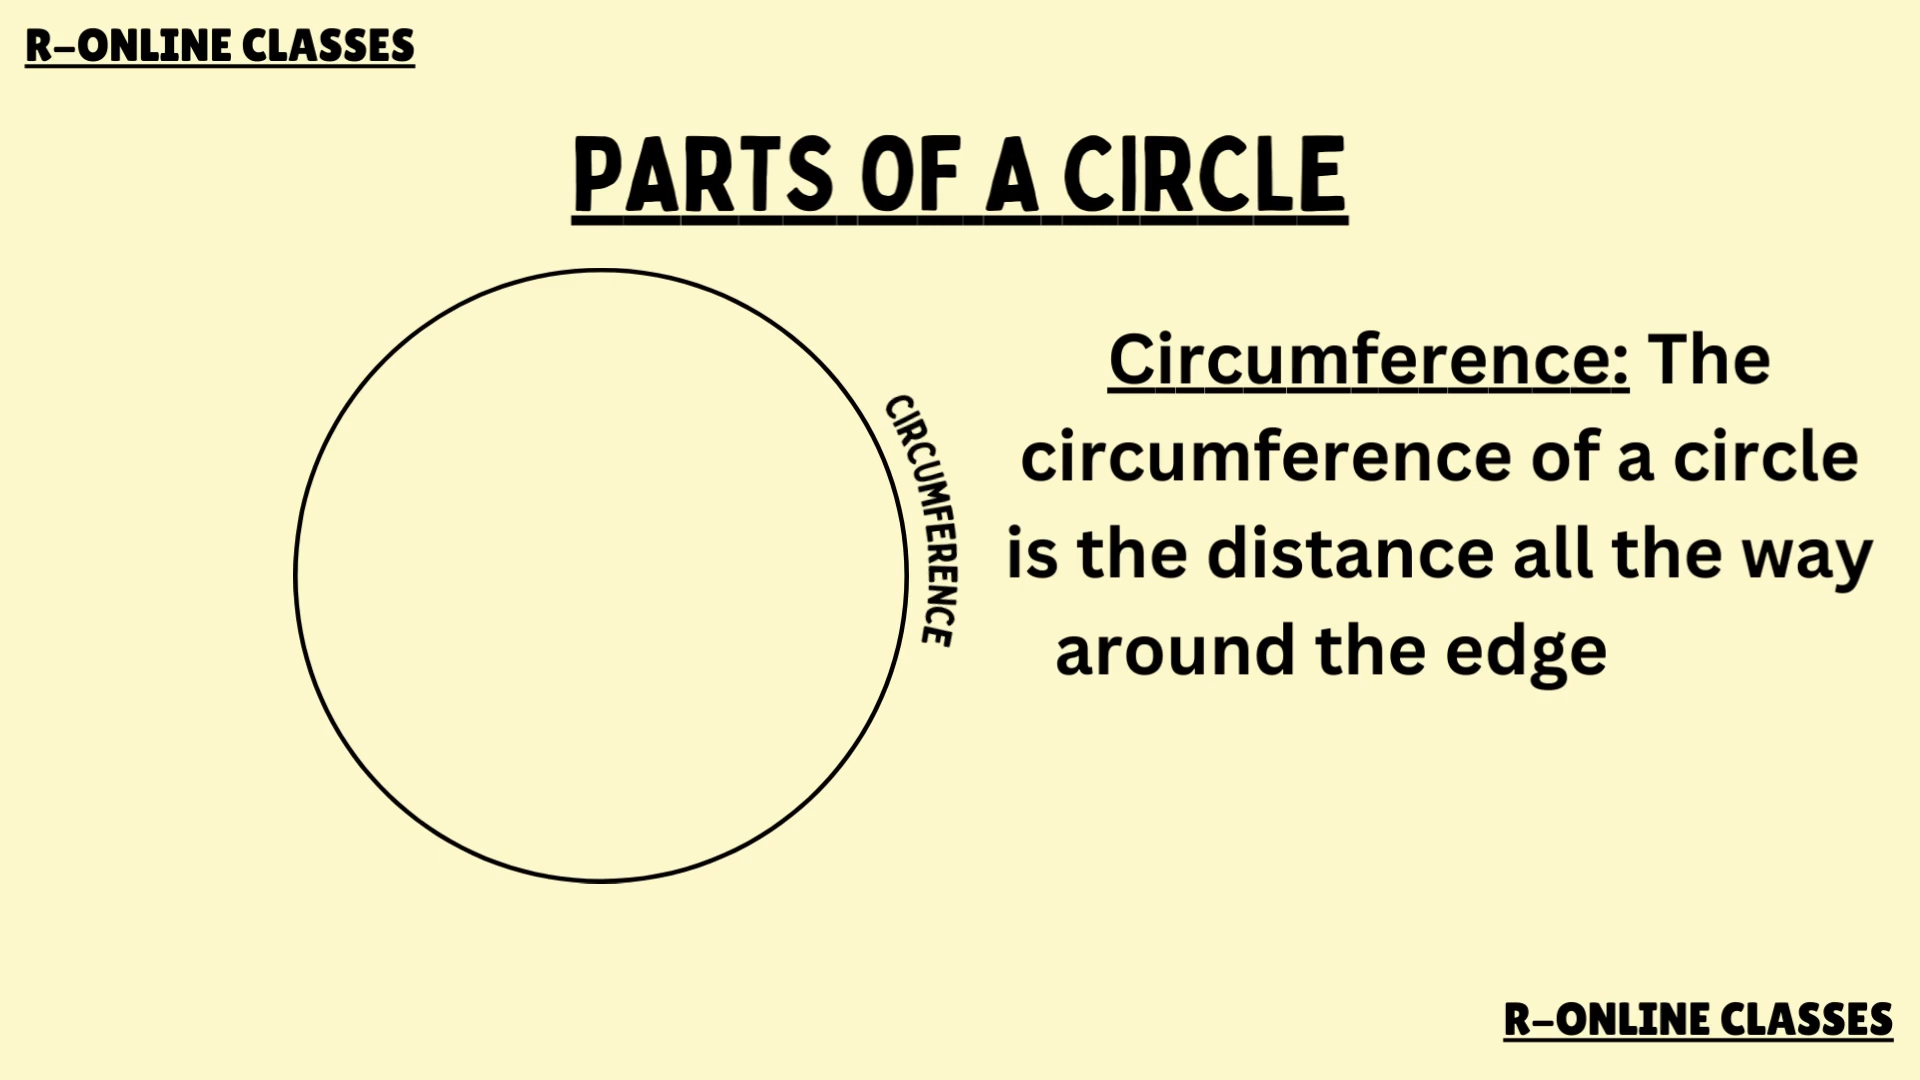 R-ONLINE CLASSES
PARTS OF A CIRCLE
CIRCUMFERENCE
Circumference: The
circumference of a circle
is the distance all the way
around the edge
R-ONLINE CLASSES